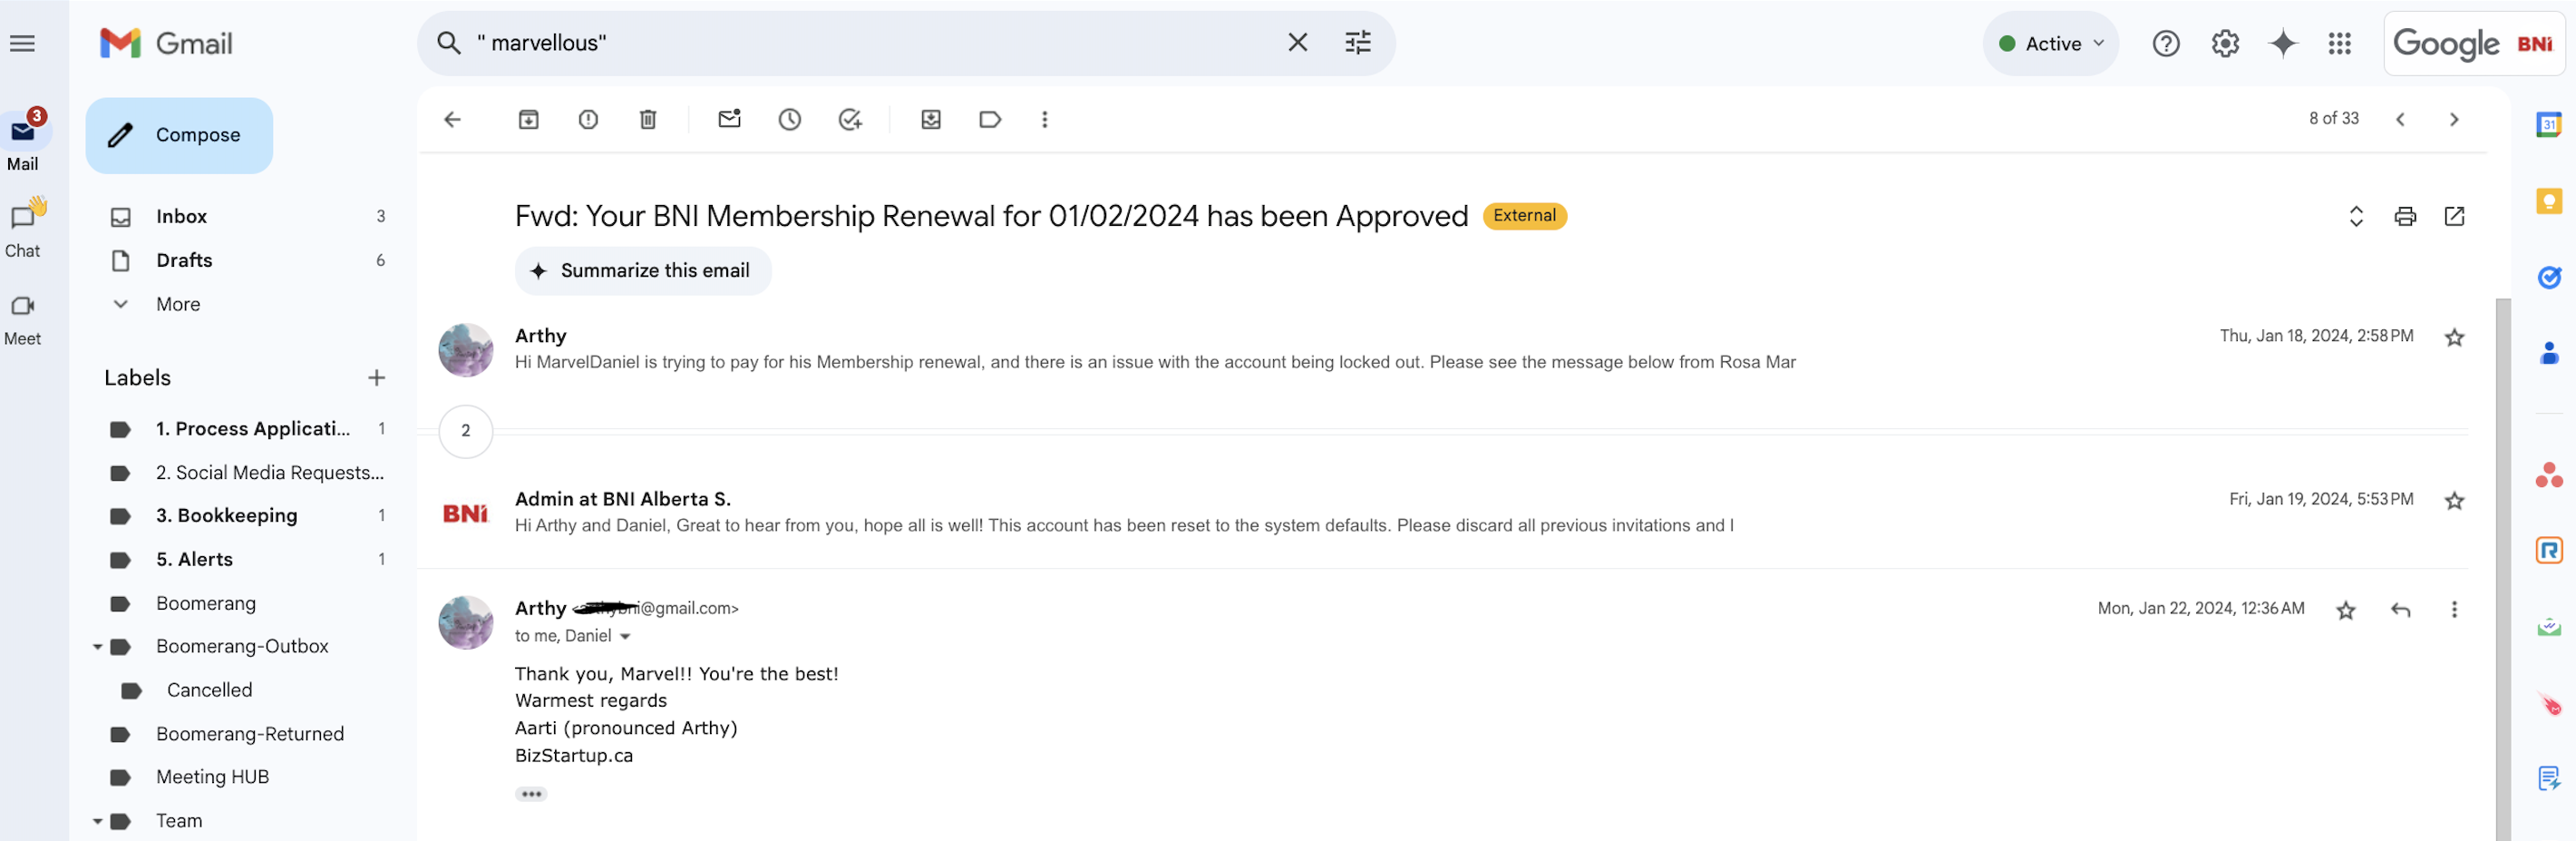 Gmail
" marvellous"
Active
Google BNI
3
Mail
Chat
Meet
Compose
Inbox 3
Drafts 6
More
Labels
1. Process Applicati... 1
2. Social Media Requests...
3. Bookkeeping 1
5. Alerts 1
Boomerang
Boomerang-Outbox
Cancelled
Boomerang-Returned
Meeting HUB
Team
8 of 33
Fwd: Your BNI Membership Renewal for 01/02/2024 has been Approved External
Summarize this email
Arthy Thu, Jan 18, 2024, 2:58 PM
Hi MarvelDaniel is trying to pay for his Membership renewal, and there is an issue with the account being locked out. Please see the message below from Rosa Mar
2
BNI
Admin at BNI Alberta S. Fri, Jan 19, 2024, 5:53 PM
Hi Arthy and Daniel, Great to hear from you, hope all is well! This account has been reset to the system defaults. Please discard all previous invitations and I
Arthy @gmail.com> Mon, Jan 22, 2024, 12:36 AM
to me, Daniel
Thank you, Marvel!! You're the best!
Warmest regards
Aarti (pronounced Arthy)
BizStartup.ca
31